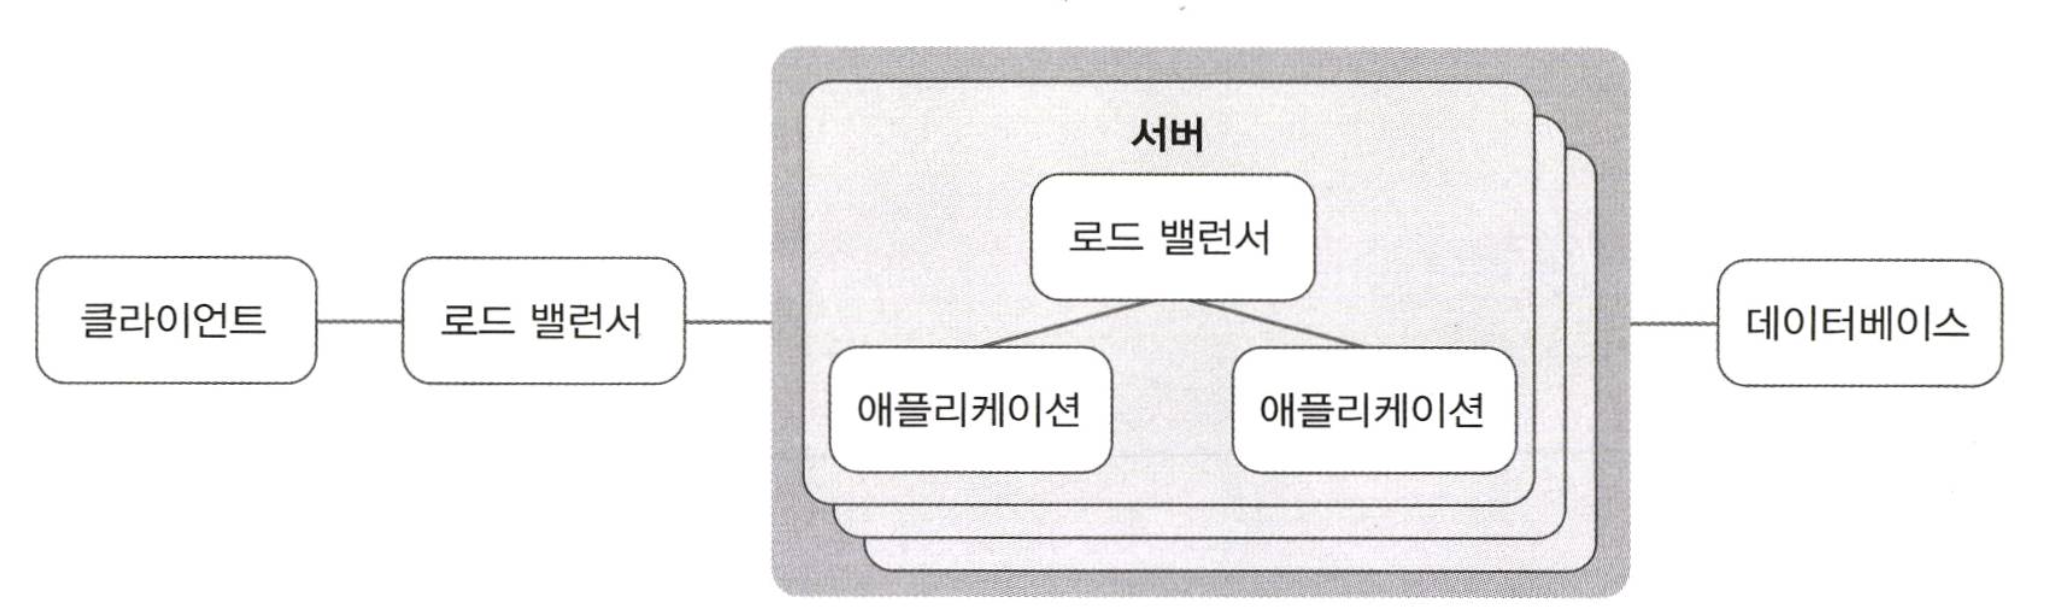 서버
로드 밸런서
클라이언트
로드 밸런서
데이터베이스
애플리케이션
애플리케이션